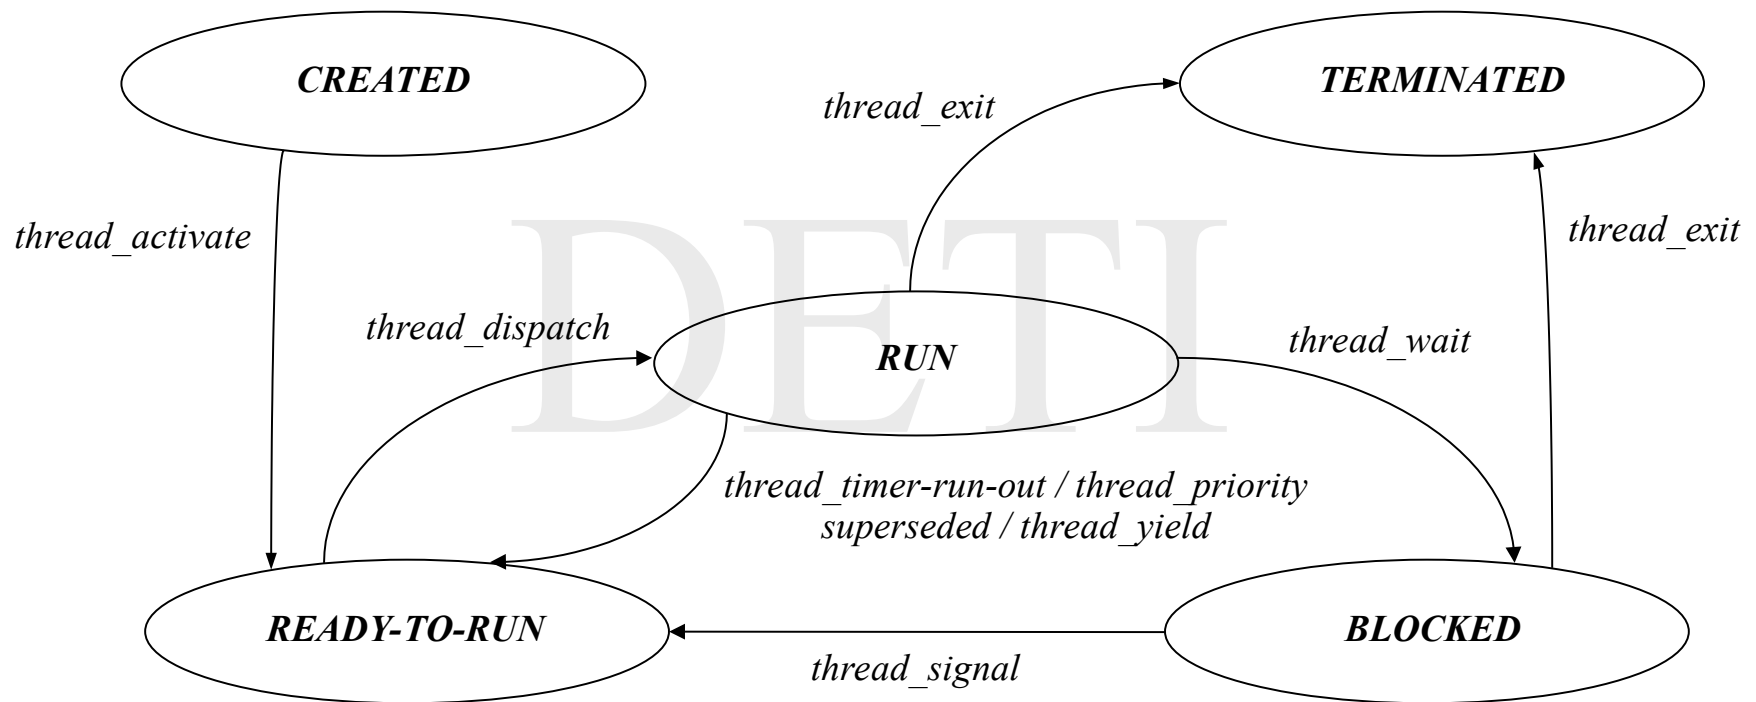 CREATED
TERMINATED
thread_exit
thread_activate
thread_exit
DETI
thread_dispatch
RUN
thread_wait
thread_timer-run-out / thread_priority
superseded / thread_yield
READY-TO-RUN
BLOCKED
thread_signal